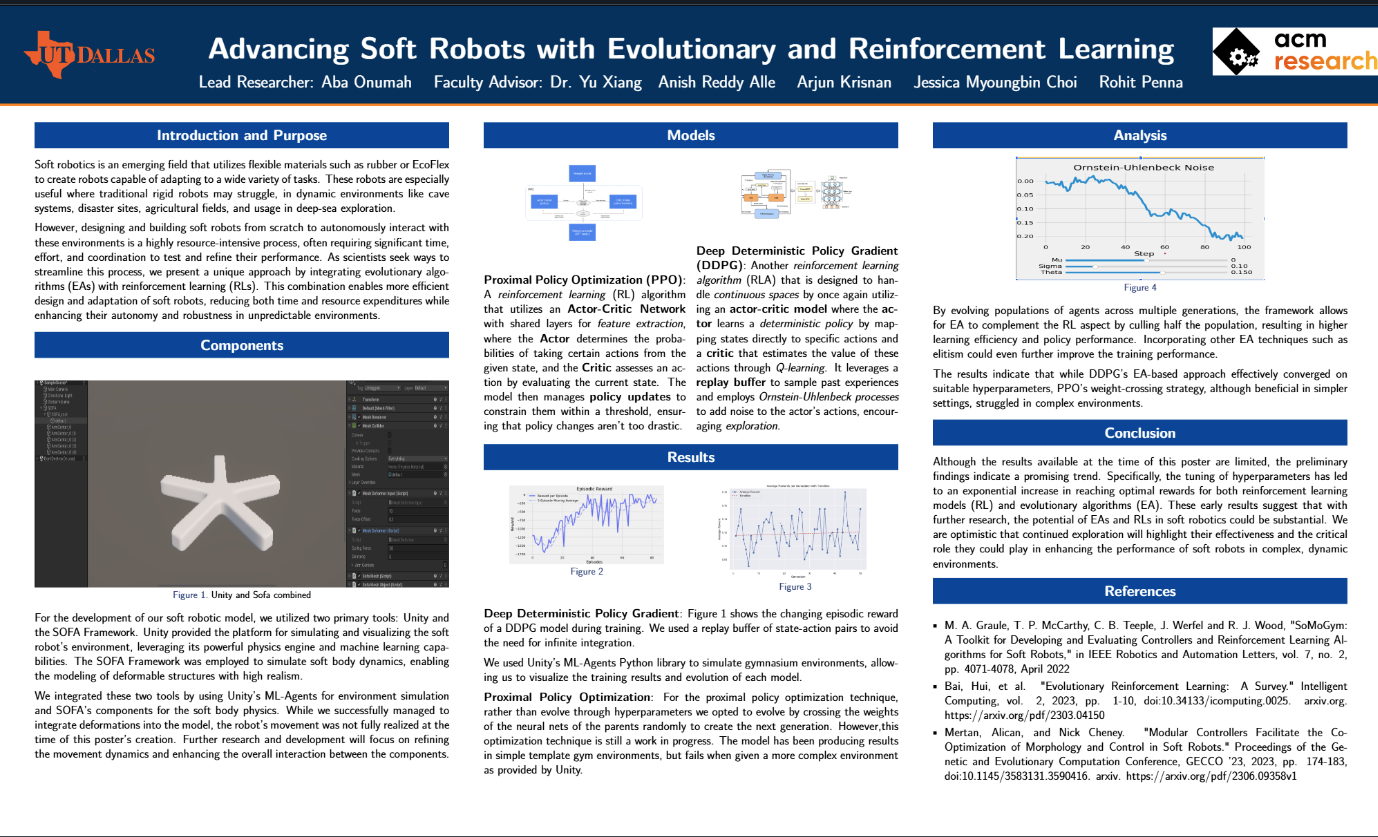 UT DALLAS
Advancing Soft Robots with Evolutionary and Reinforcement Learning
Lead Researcher: Aba Onumah Faculty Advisor: Dr. Yu Xiang Anish Reddy Alle Arjun Krisnan Jessica Myoungbin Choi Rohit Penna
acm
research
Introduction and Purpose
Soft robotics is an emerging field that utilizes flexible materials such as rubber or EcoFlex
to create robots capable of adapting to a wide variety of tasks. These robots are especially
useful where traditional rigid robots may struggle, in dynamic environments like cave
systems, disaster sites, agricultural fields, and usage in deep-sea exploration.
However, designing and building soft robots from scratch to autonomously interact with
these environments is a highly resource-intensive process, often requiring significant time,
effort, and coordination to test and refine their performance. As scientists seek ways to
streamline this process, we present a unique approach by integrating evolutionary algo-
rithms (EAs) with reinforcement learning (RLs). This combination enables more efficient
design and adaptation of soft robots, reducing both time and resource expenditures while
enhancing their autonomy and robustness in unpredictable environments.
Components
Figure 1. Unity and Sofa combined
For the development of our soft robotic model, we utilized two primary tools: Unity and
the SOFA Framework. Unity provided the platform for simulating and visualizing the soft
robot's environment, leveraging its powerful physics engine and machine learning capa-
bilities. The SOFA Framework was employed to simulate soft body dynamics, enabling
the modeling of deformable structures with high realism.
We integrated these two tools by using Unity's ML-Agents for environment simulation
and SOFA's components for the soft body physics. While we successfully managed to
integrate deformations into the model, the robot's movement was not fully realized at the
time of this poster's creation. Further research and development will focus on refining
the movement dynamics and enhancing the overall interaction between the components.
Models
Proximal Policy Optimization (PPO):
A reinforcement learning (RL) algorithm
that utilizes an Actor-Critic Network
with shared layers for feature extraction,
where the Actor determines the proba-
bilities of taking certain actions from the
given state, and the Critic assesses an ac-
tion by evaluating the current state. The
model then manages policy updates to
constrain them within a threshold, ensur-
ing that policy changes aren't too drastic.
Deep Deterministic Policy Gradient
(DDPG): Another reinforcement learning
algorithm (RLA) that is designed to han-
dle continuous spaces by once again utiliz-
ing an actor-critic model where the ac-
tor learns a deterministic policy by map-
ping states directly to specific actions and
a critic that estimates the value of these
actions through Q-learning. It leverages a
replay buffer to sample past experiences
and employs Ornstein-Uhlenbeck processes
to add noise to the actor's actions, encour-
aging exploration.
Results
Episodic Reward
Episodes
Figure 2
Figure 3
Deep Deterministic Policy Gradient: Figure 1 shows the changing episodic reward
of a DDPG model during training. We used a replay buffer of state-action pairs to avoid
the need for infinite integration.
We used Unity's ML-Agents Python library to simulate gymnasium environments, allow-
ing us to visualize the training results and evolution of each model.
Proximal Policy Optimization: For the proximal policy optimization technique,
rather than evolve through hyperparameters we opted to evolve by crossing the weights
of the neural nets of the parents randomly to create the next generation. However,this
optimization technique is still a work in progress. The model has been producing results
in simple template gym environments, but fails when given a more complex environment
as provided by Unity.
Analysis
Ornstein-Uhlenbeck Noise
0.00
0.05
0.10
0.15
0.20
0 20 40 60 80 100
Step
Mu 0
Sigma 0.10
Theta 0.150
Figure 4
By evolving populations of agents across multiple generations, the framework allows
for EA to complement the RL aspect by culling half the population, resulting in higher
learning efficiency and policy performance. Incorporating other EA techniques such as
elitism could even further improve the training performance.
The results indicate that while DDPG's EA-based approach effectively converged on
suitable hyperparameters, PPO's weight-crossing strategy, although beneficial in simpler
settings, struggled in complex environments.
Conclusion
Although the results available at the time of this poster are limited, the preliminary
findings indicate a promising trend. Specifically, the tuning of hyperparameters has led
to an exponential increase in reaching optimal rewards for both reinforcement learning
models (RL) and evolutionary algorithms (EA). These early results suggest that with
further research, the potential of EAs and RLs in soft robotics could be substantial. We
are optimistic that continued exploration will highlight their effectiveness and the critical
role they could play in enhancing the performance of soft robots in complex, dynamic
environments.
References
▪ M. A. Graule, T. P. McCarthy, C. B. Teeple, J. Werfel and R. J. Wood, "SoMoGym:
A Toolkit for Developing and Evaluating Controllers and Reinforcement Learning Al-
gorithms for Soft Robots," in IEEE Robotics and Automation Letters, vol. 7, no. 2,
pp. 4071-4078, April 2022
▪ Bai, Hui, et al. "Evolutionary Reinforcement Learning: A Survey." Intelligent
Computing, vol. 2, 2023, pp. 1-10, doi:10.34133/icomputing.0025. arxiv.org.
https://arxiv.org/pdf/2303.04150
▪ Mertan, Alican, and Nick Cheney. "Modular Controllers Facilitate the Co-
Optimization of Morphology and Control in Soft Robots." Proceedings of the Ge-
netic and Evolutionary Computation Conference, GECCO '23, 2023, pp. 174-183,
doi:10.1145/3583131.3590416. arxiv. https://arxiv.org/pdf/2306.09358v1